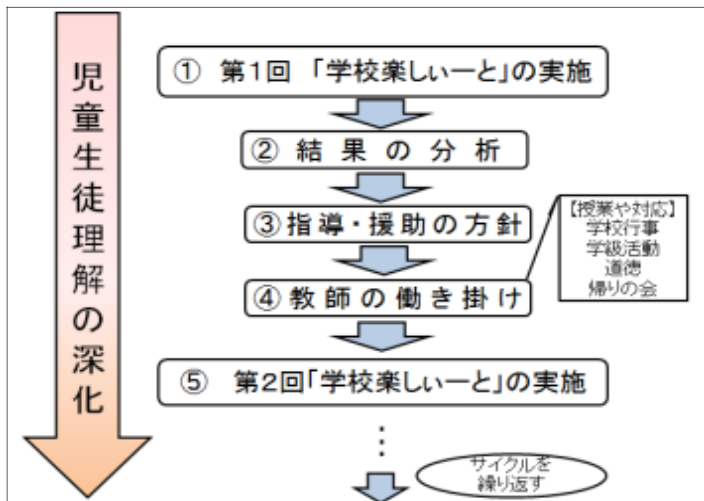 児童生徒理解の深化
① 第1回 「学校楽しぃーと」の実施
② 結果の分析
③ 指導・援助の方針
④ 教師の働き掛け
【授業や対応】
学校行事
学級活動
道徳
帰りの会
⑤ 第2回「学校楽しぃーと」の実施
サイクルを
繰り返す